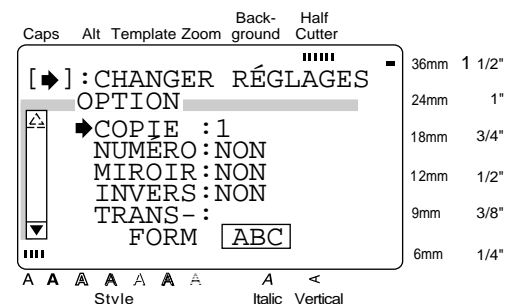 Caps Alt Template Zoom Back-ground Half Cutter
[➡]:CHANGER RÉGLAGES
OPTION
➡COPIE :1
NUMÉRO:NON
MIROIR:NON
INVERS:NON
TRANS-:
FORM ABC
36mm 1 1/2"
24mm 1"
18mm 3/4"
12mm 1/2"
9mm 3/8"
6mm 1/4"
A A A A A A A A <
Style Italic Vertical